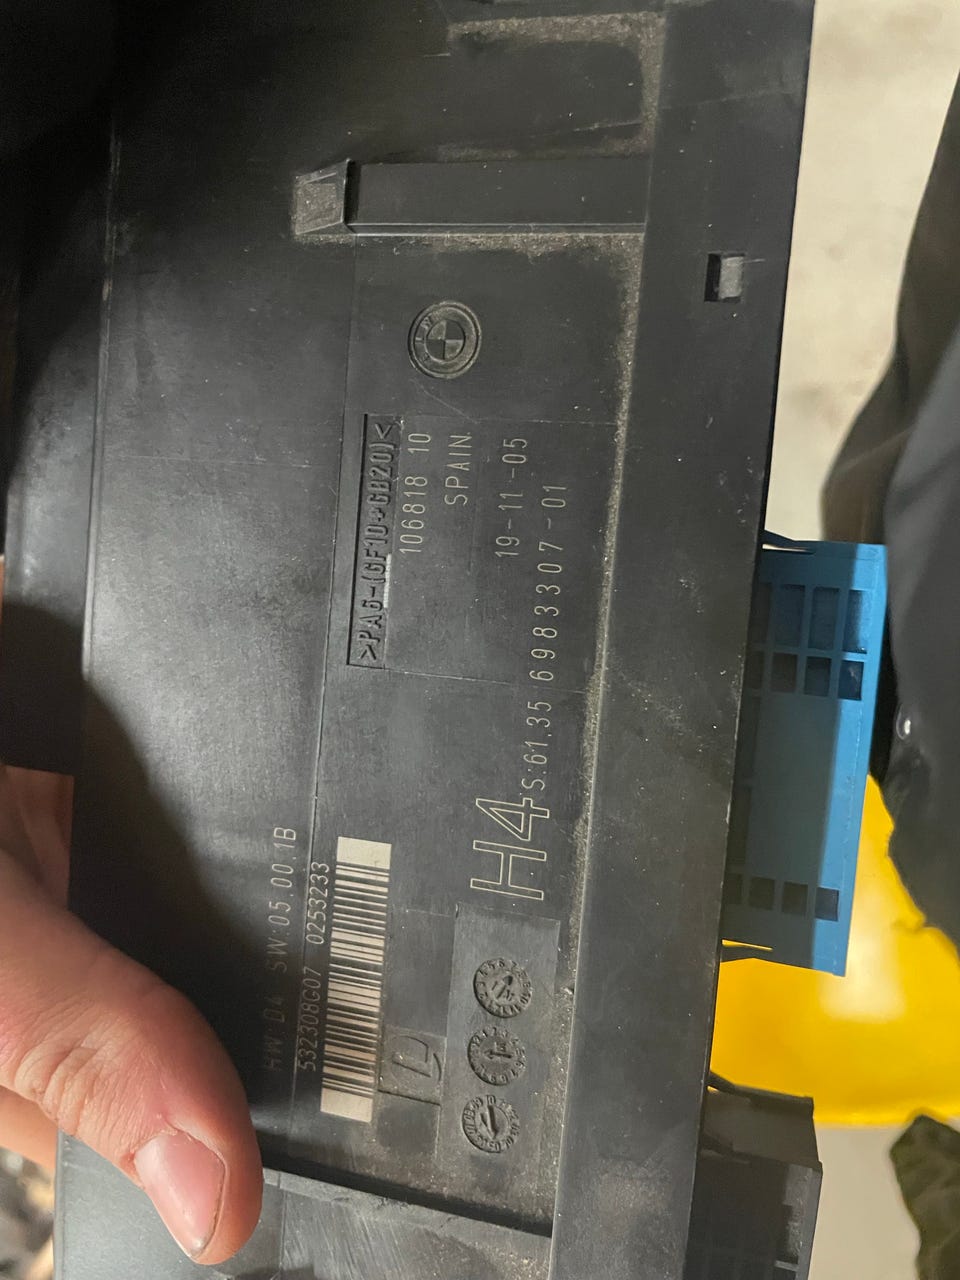 >PA6-(GF10+GB20)<
106818 10
SPAIN
19-11-05
S:61.35 6983307-01
H4
HW:04 SW:05.00.1B
532308G07 0253233